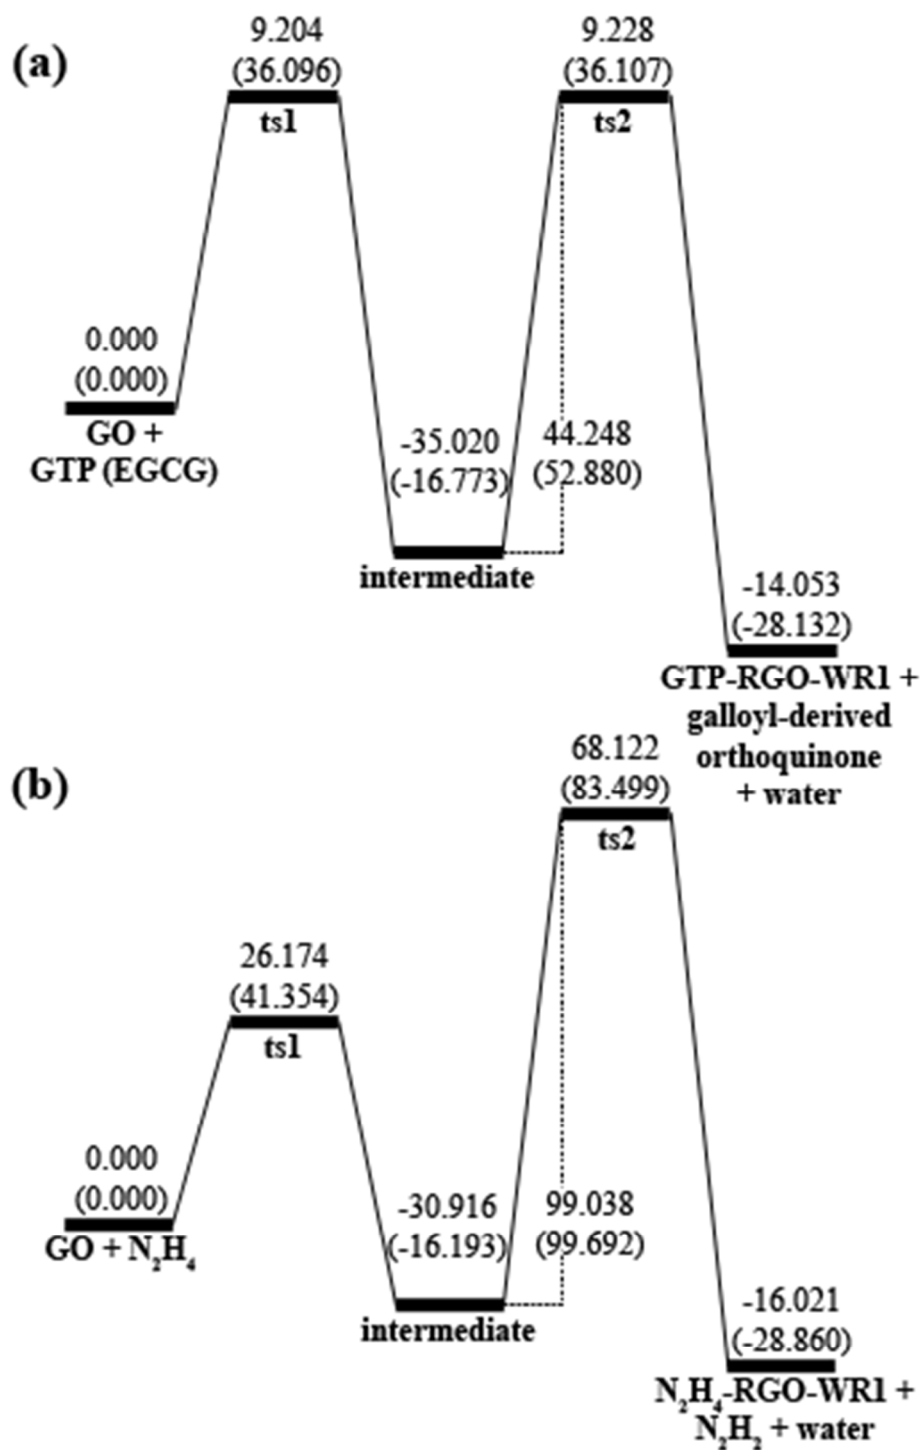 (a)
9.204
(36.096)
ts1
9.228
(36.107)
ts2
0.000
(0.000)
GO +
GTP (EGCG)
-35.020
(-16.773)
intermediate
44.248
(52.880)
-14.053
(-28.132)
GTP-RGO-WR1 +
galloyl-derived
orthoquinone
+ water
(b)
68.122
(83.499)
ts2
26.174
(41.354)
ts1
0.000
(0.000)
GO + N₂H₄
-30.916
(-16.193)
intermediate
99.038
(99.692)
-16.021
(-28.860)
N₂H₄-RGO-WR1 +
N₂H₂ + water